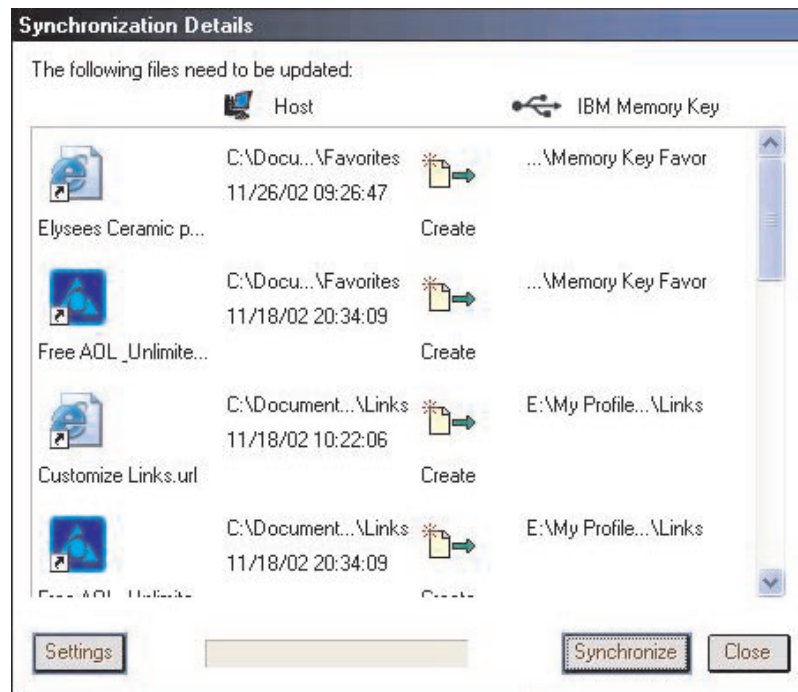 Synchronization Details
The following files need to be updated:
Host
IBM Memory Key
C:\Docu...\Favorites
...\Memory Key Favor
11/26/02 09:26:47
Elysees Ceramic p...
Create
C:\Docu...\Favorites
...\Memory Key Favor
11/18/02 20:34:09
Free AOL _Unlimite...
Create
C:\Document...\Links
E:\My Profile...\Links
11/18/02 10:22:06
Customize Links.url
Create
C:\Document...\Links
E:\My Profile...\Links
11/18/02 20:34:09
Settings
Synchronize
Close